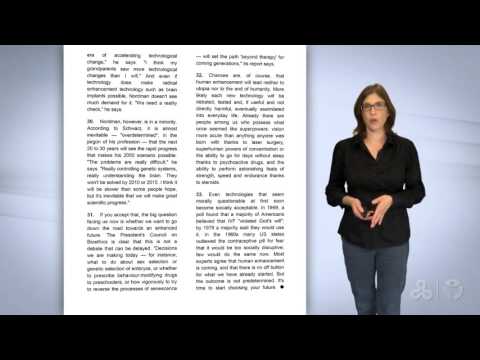 era of accelerating technological
change," he says. "I think my
grandparents saw more technological
changes than I will." And even if
technology does make radical
enhancement technology such as brain
implants possible, Nordman doesn't see
much demand for it. "We need a reality
check," he says
30. Nordman, however, is in a minority.
According to Schwarz, it is almost
inevitable — "overdetermined", in the
jargon of his profession — that the next
20 to 30 years will see the rapid progress
that makes his 2050 scenario possible.
"The problems are really difficult," he
says. "Really controlling genetic systems,
really understanding the brain. They
won't be solved by 2010 or 2015. I think it
will be slower than some people hope,
but it's inevitable that we will make great
scientific progress."
31. If you accept that, the big question
facing us now is whether we want to go
down the road towards an enhanced
future. The President's Council on
Bioethics is clear that this is not a
debate that can be delayed. "Decisions
we are making today — for instance,
what to do about sex selection or
genetic selection of embryos, or whether
to prescribe behaviour-modifying drugs
to preschoolers, or how vigorously to try
to reverse the processes of senescence
— will set the path 'beyond therapy' for
coming generations," its report says.
32. Chances are, of course, that
human enhancement will lead neither to
utopia nor to the end of humanity. More
likely each new technology will be
debated, tested and, if useful and not
directly harmful, eventually assimilated
into everyday life. Already there are
people among us who possess what
once seemed like superpowers: vision
more acute than anything anyone was
born with thanks to laser surgery,
superhuman powers of concentration or
the ability to go for days without sleep
thanks to psychoactive drugs, and the
ability to perform astonishing feats of
strength, speed and endurance thanks
to steroids.
33. Even technologies that seem
morally questionable at first soon
become socially acceptable. In 1969, a
poll found that a majority of Americans
believed that IVF "violated God's will";
by 1978 a majority said they would use
it. In the 1960s many US states
outlawed the contraceptive pill for fear
that it would be too socially disruptive;
few would do the same now. Most
experts agree that human enhancement
is coming, and that there is no off button
for what we have already started. But
the outcome is not predetermined. It's
time to start choosing your future. ●